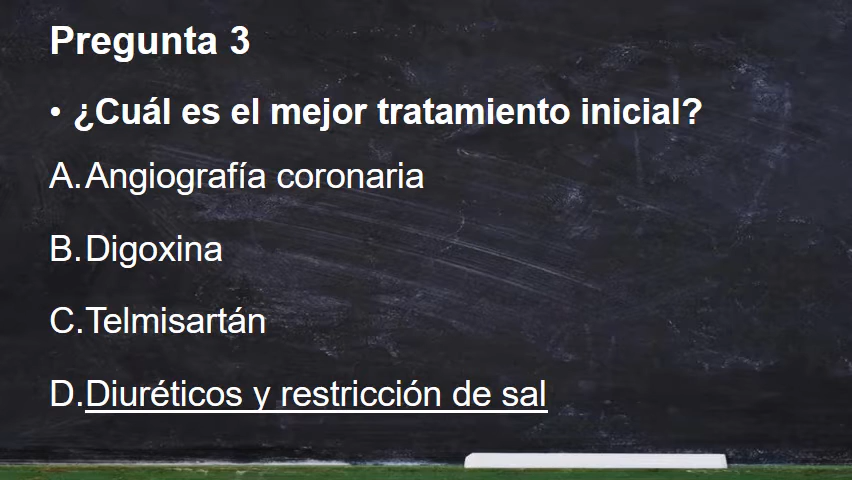 Pregunta 3
• ¿Cuál es el mejor tratamiento inicial?
A. Angiografía coronaria
B. Digoxina
C. Telmisartán
D. Diuréticos y restricción de sal